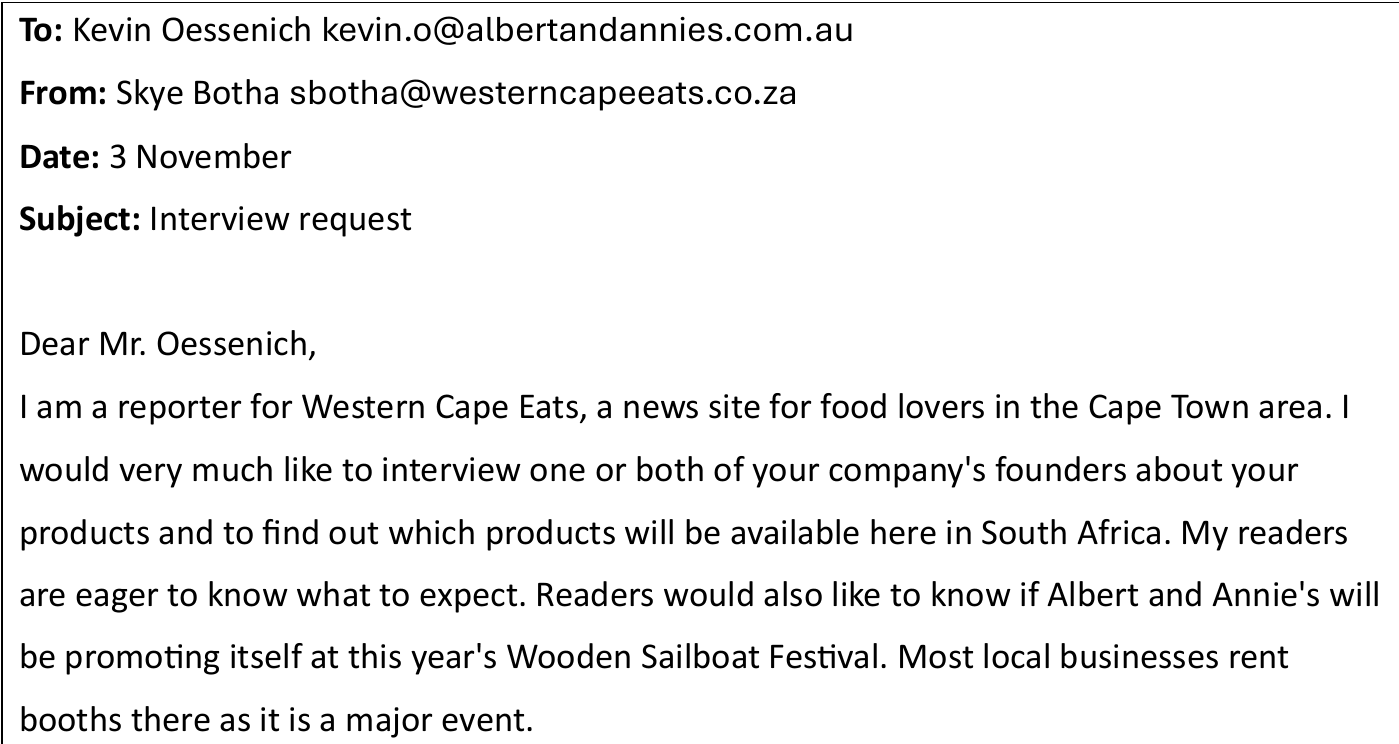 To: Kevin Oessenich kevin.o@albertandannies.com.au
From: Skye Botha sbotha@westerncapeeats.co.za
Date: 3 November
Subject: Interview request
Dear Mr. Oessenich,
I am a reporter for Western Cape Eats, a news site for food lovers in the Cape Town area. I
would very much like to interview one or both of your company's founders about your
products and to find out which products will be available here in South Africa. My readers
are eager to know what to expect. Readers would also like to know if Albert and Annie's will
be promoting itself at this year's Wooden Sailboat Festival. Most local businesses rent
booths there as it is a major event.